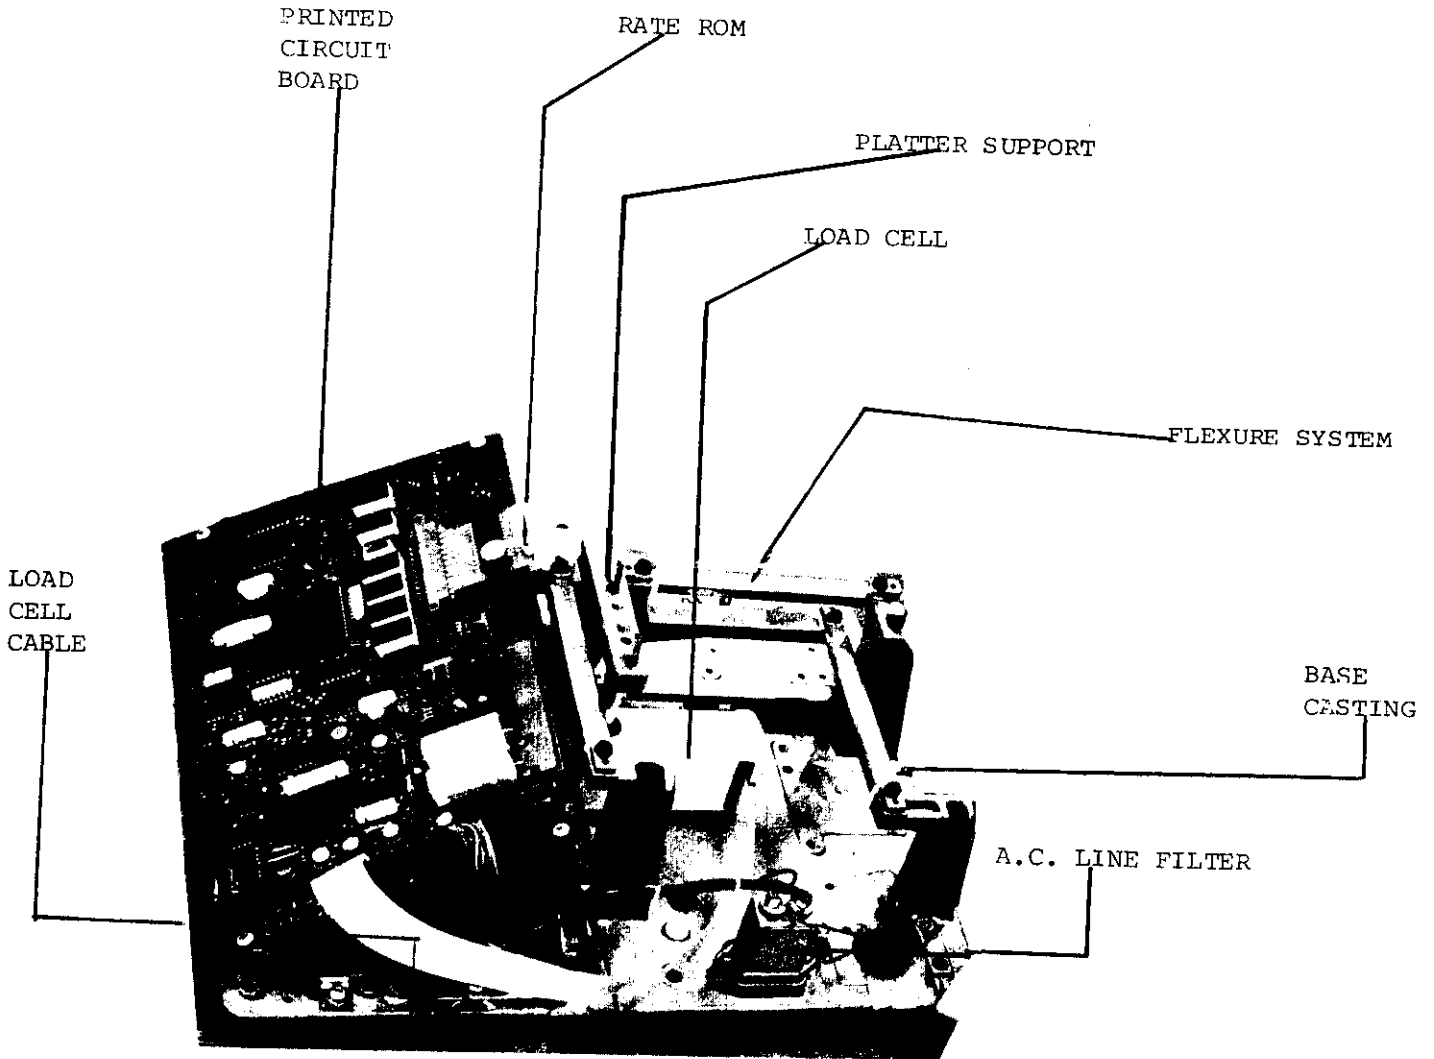 PRINTED
CIRCUIT
BOARD
RATE ROM
PLATTER SUPPORT
LOAD CELL
FLEXURE SYSTEM
LOAD
CELL
CABLE
BASE
CASTING
A.C. LINE FILTER